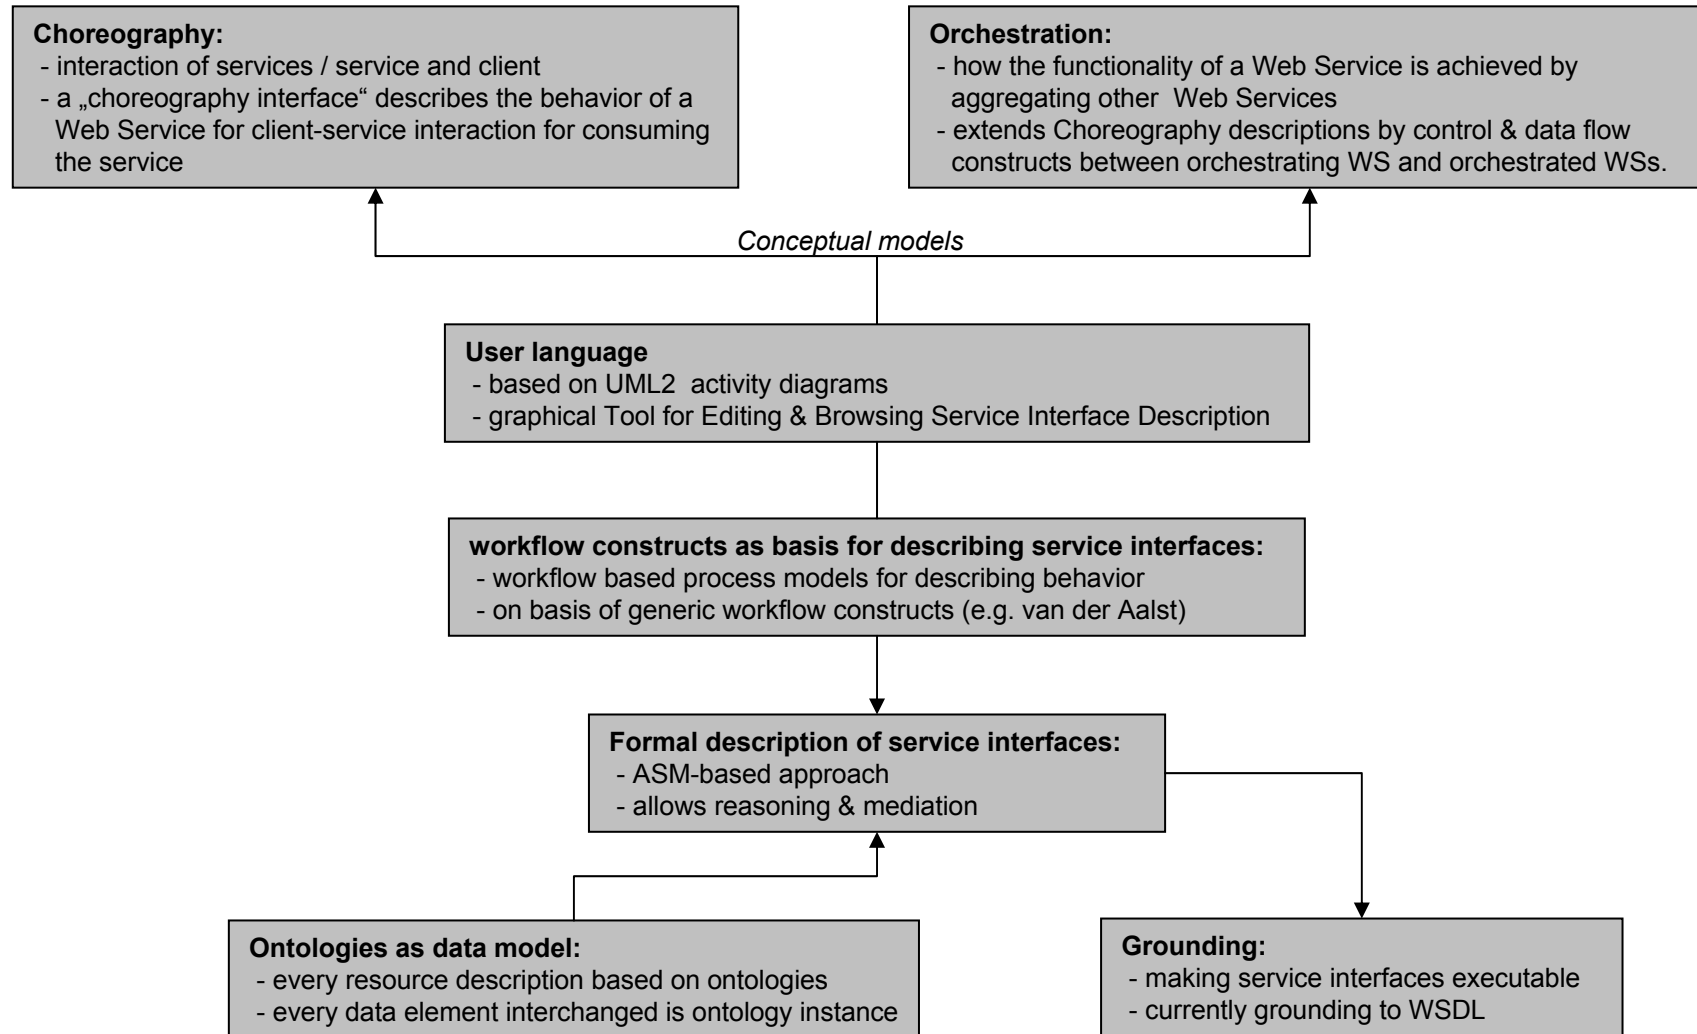 Choreography:
- interaction of services / service and client
- a „choreography interface“ describes the behavior of a
Web Service for client-service interaction for consuming
the service
Orchestration:
- how the functionality of a Web Service is achieved by
aggregating other  Web Services
- extends Choreography descriptions by control & data flow
constructs between orchestrating WS and orchestrated WSs.
Conceptual models
User language
- based on UML2  activity diagrams
- graphical Tool for Editing & Browsing Service Interface Description
workflow constructs as basis for describing service interfaces:
- workflow based process models for describing behavior
- on basis of generic workflow constructs (e.g. van der Aalst)
Formal description of service interfaces:
- ASM-based approach
- allows reasoning & mediation
Ontologies as data model:
- every resource description based on ontologies
- every data element interchanged is ontology instance
Grounding:
- making service interfaces executable
- currently grounding to WSDL